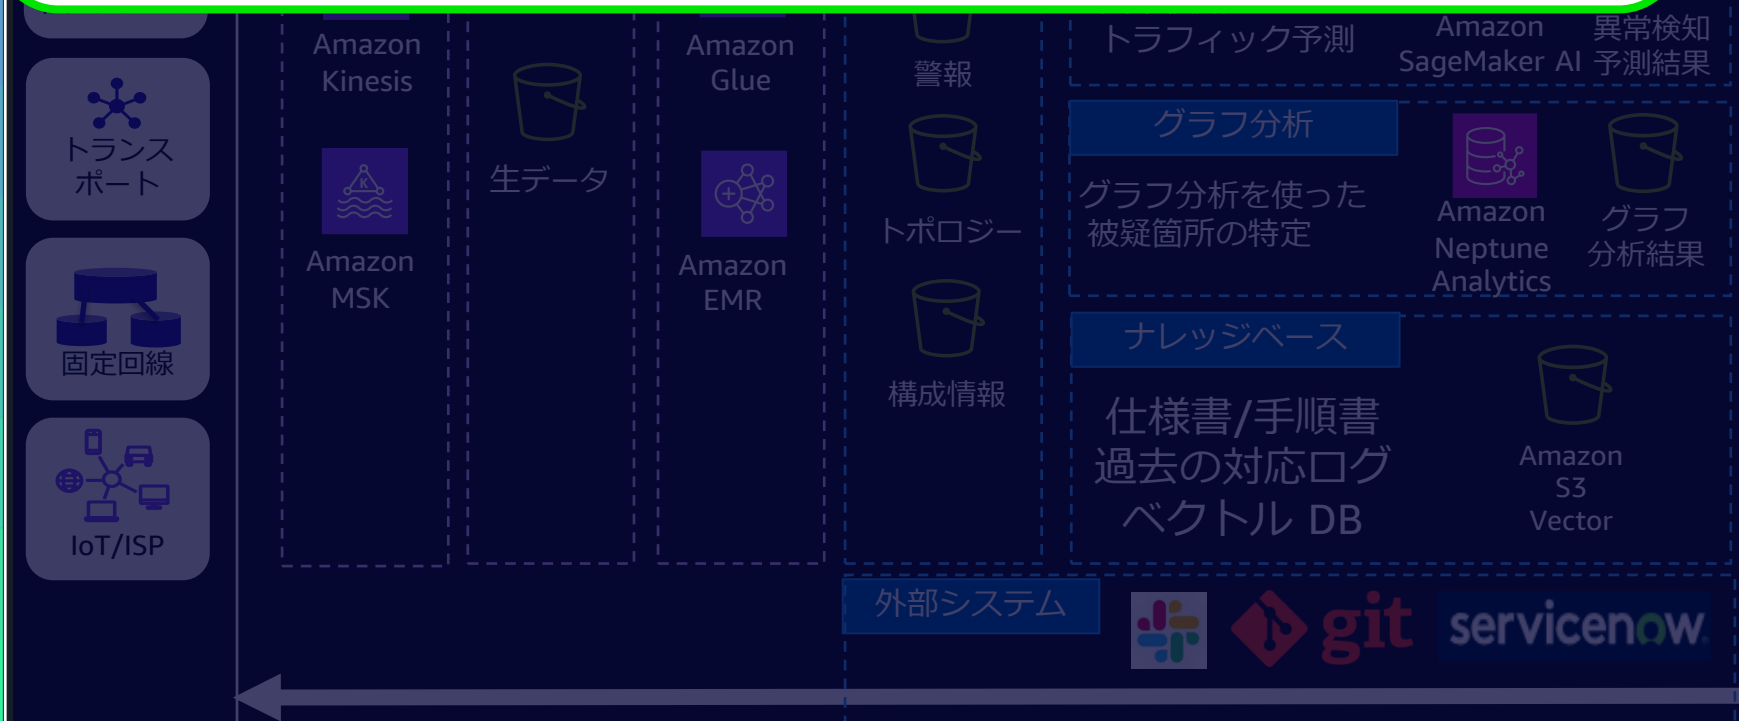 トランス
ポート
固定回線
IoT/ISP
Amazon
Kinesis
Amazon
MSK
生データ
Amazon
Glue
Amazon
EMR
警報
トポロジー
構成情報
トラフィック予測
Amazon
SageMaker AI
異常検知
予測結果
グラフ分析
グラフ分析を使った
被疑箇所の特定
Amazon
Neptune
Analytics
グラフ
分析結果
ナレッジベース
仕様書/手順書
過去の対応ログ
ベクトル DB
Amazon
S3
Vector
外部システム
git
servicenow